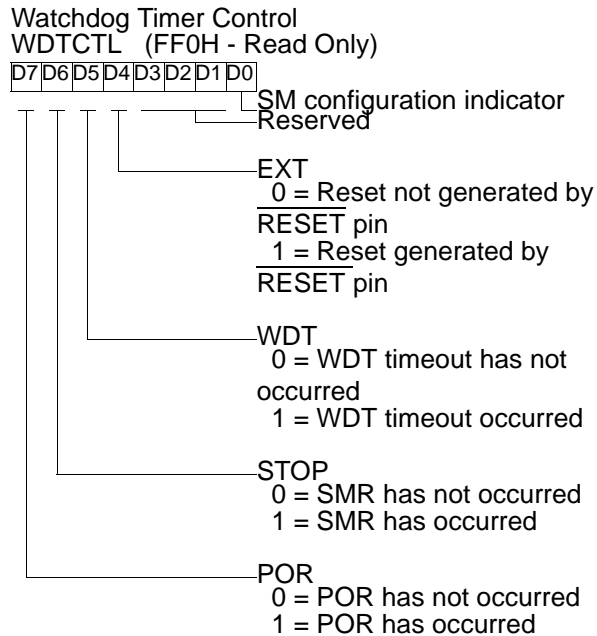 Watchdog Timer Control
WDTCTL (FF0H - Read Only)
D7 D6 D5 D4 D3 D2 D1 D0
SM configuration indicator
Reserved
EXT
0 = Reset not generated by
RESET pin
1 = Reset generated by
RESET pin
WDT
0 = WDT timeout has not
occurred
1 = WDT timeout occurred
STOP
0 = SMR has not occurred
1 = SMR has occurred
POR
0 = POR has not occurred
1 = POR has occurred